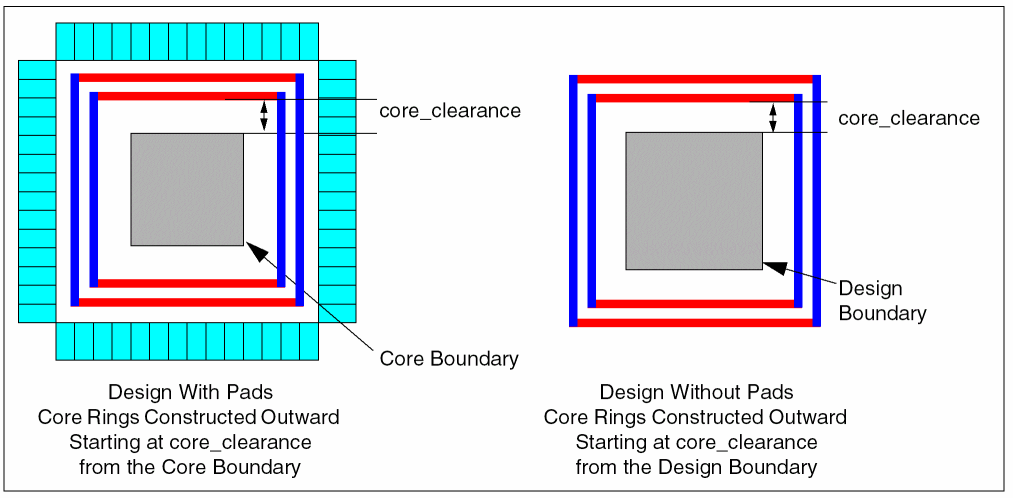 core_clearance
Core Boundary
Design With Pads
Core Rings Constructed Outward
Starting at core_clearance
from the Core Boundary
core_clearance
Design
Boundary
Design Without Pads
Core Rings Constructed Outward
Starting at core_clearance
from the Design Boundary